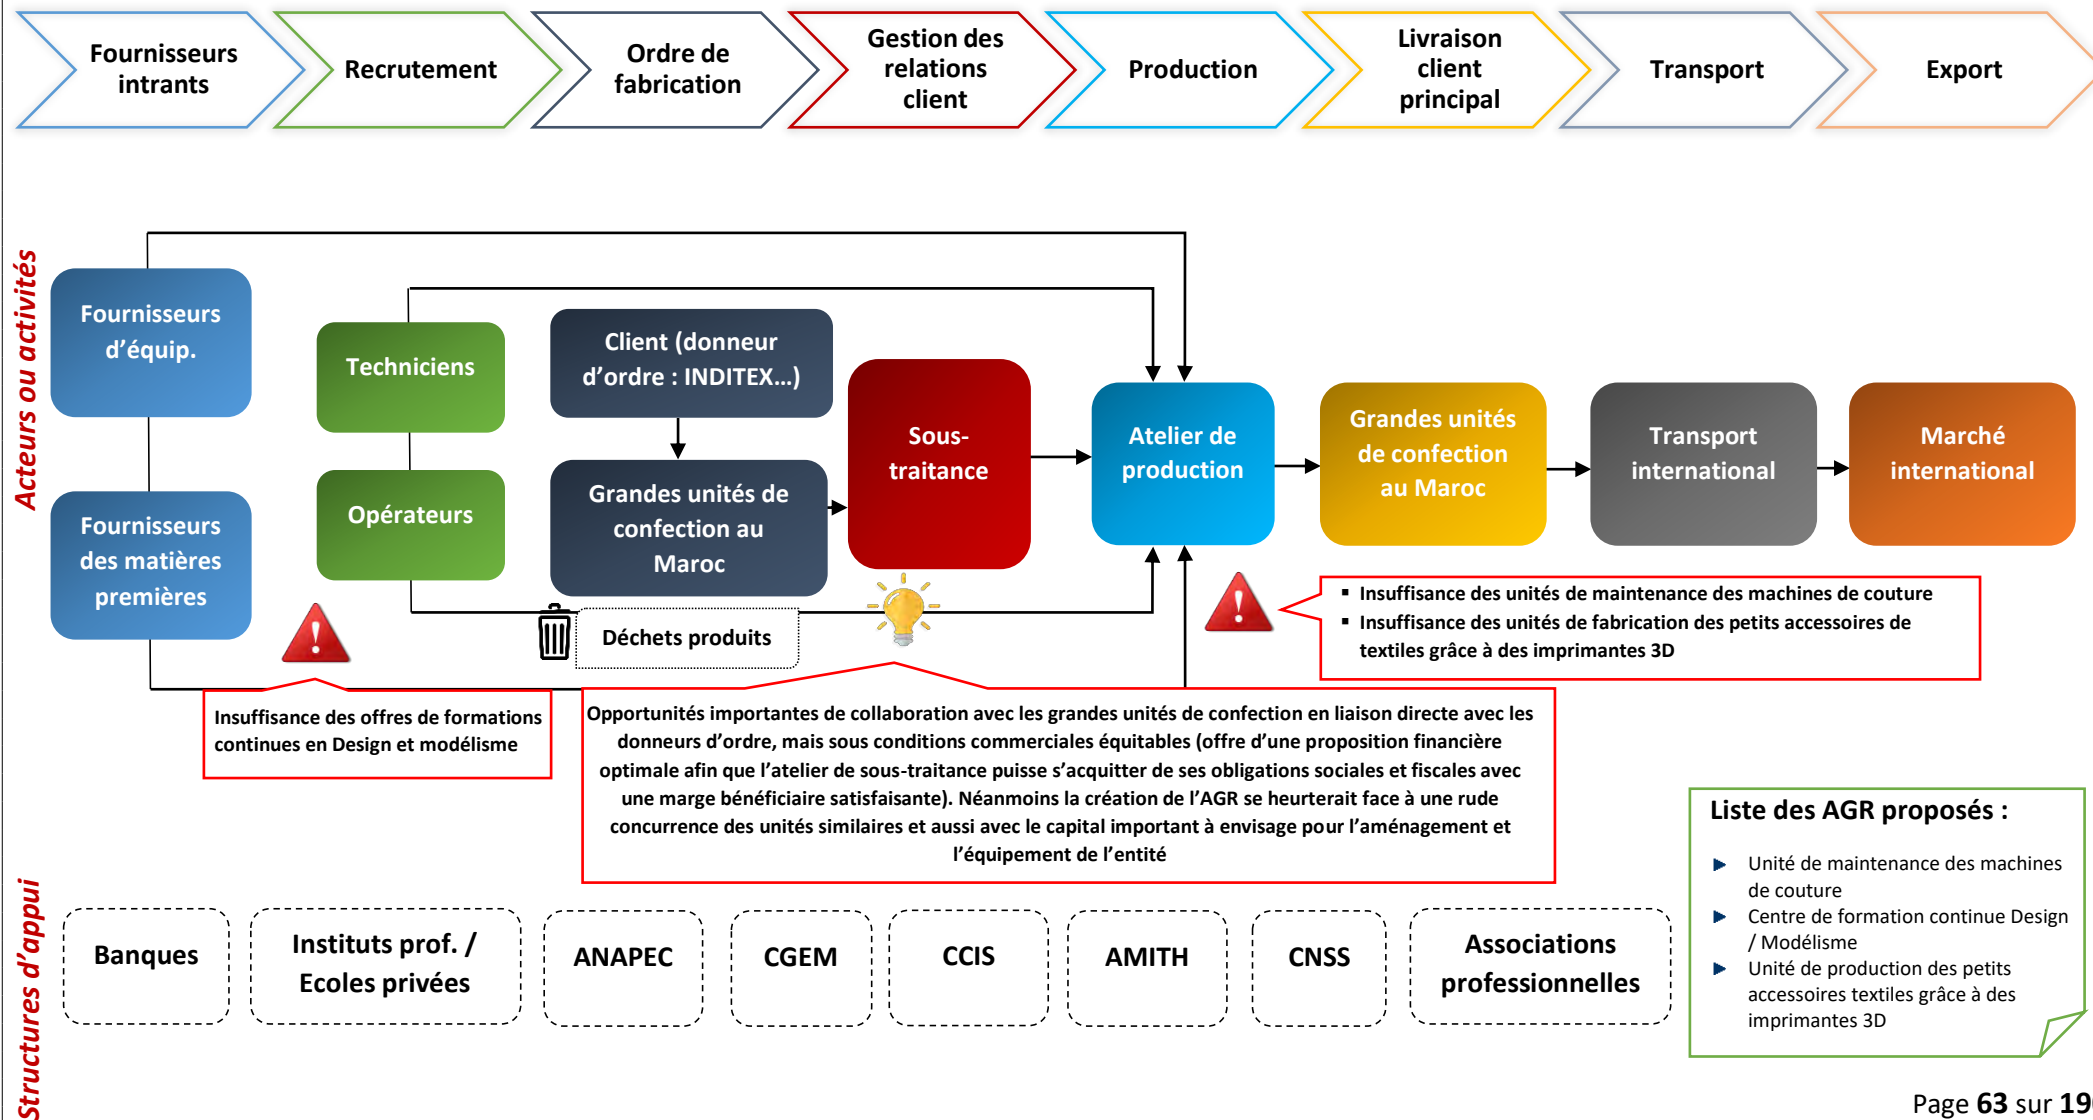 Fournisseurs
intrants
Recrutement
Ordre de
fabrication
Gestion des
relations
client
Production
Livraison
client
principal
Transport
Export
Acteurs ou activités
Fournisseurs
d'équip.
Fournisseurs
des matières
premières
Techniciens
Opérateurs
Client (donneur
d'ordre : INDITEX...)
Grandes unités de
confection au
Maroc
Sous-
traitance
Atelier de
production
Grandes unités
de confection
au Maroc
Transport
international
Marché
international
Déchets produits
▪ Insuffisance des unités de maintenance des machines de couture
▪ Insuffisance des unités de fabrication des petits accessoires de
textiles grâce à des imprimantes 3D
Insuffisance des offres de formations
continues en Design et modélisme
Opportunités importantes de collaboration avec les grandes unités de confection en liaison directe avec les
donneurs d'ordre, mais sous conditions commerciales équitables (offre d'une proposition financière
optimale afin que l'atelier de sous-traitance puisse s'acquitter de ses obligations sociales et fiscales avec
une marge bénéficiaire satisfaisante). Néanmoins la création de l'AGR se heurterait face à une rude
concurrence des unités similaires et aussi avec le capital important à envisage pour l'aménagement et
l'équipement de l'entité
Liste des AGR proposés :
Unité de maintenance des machines
de couture
Centre de formation continue Design
/ Modélisme
Unité de production des petits
accessoires textiles grâce à des
imprimantes 3D
Structures d'appui
Banques
Instituts prof. /
Ecoles privées
ANAPEC
CGEM
CCIS
AMITH
CNSS
Associations
professionnelles
Page 63 sur 19